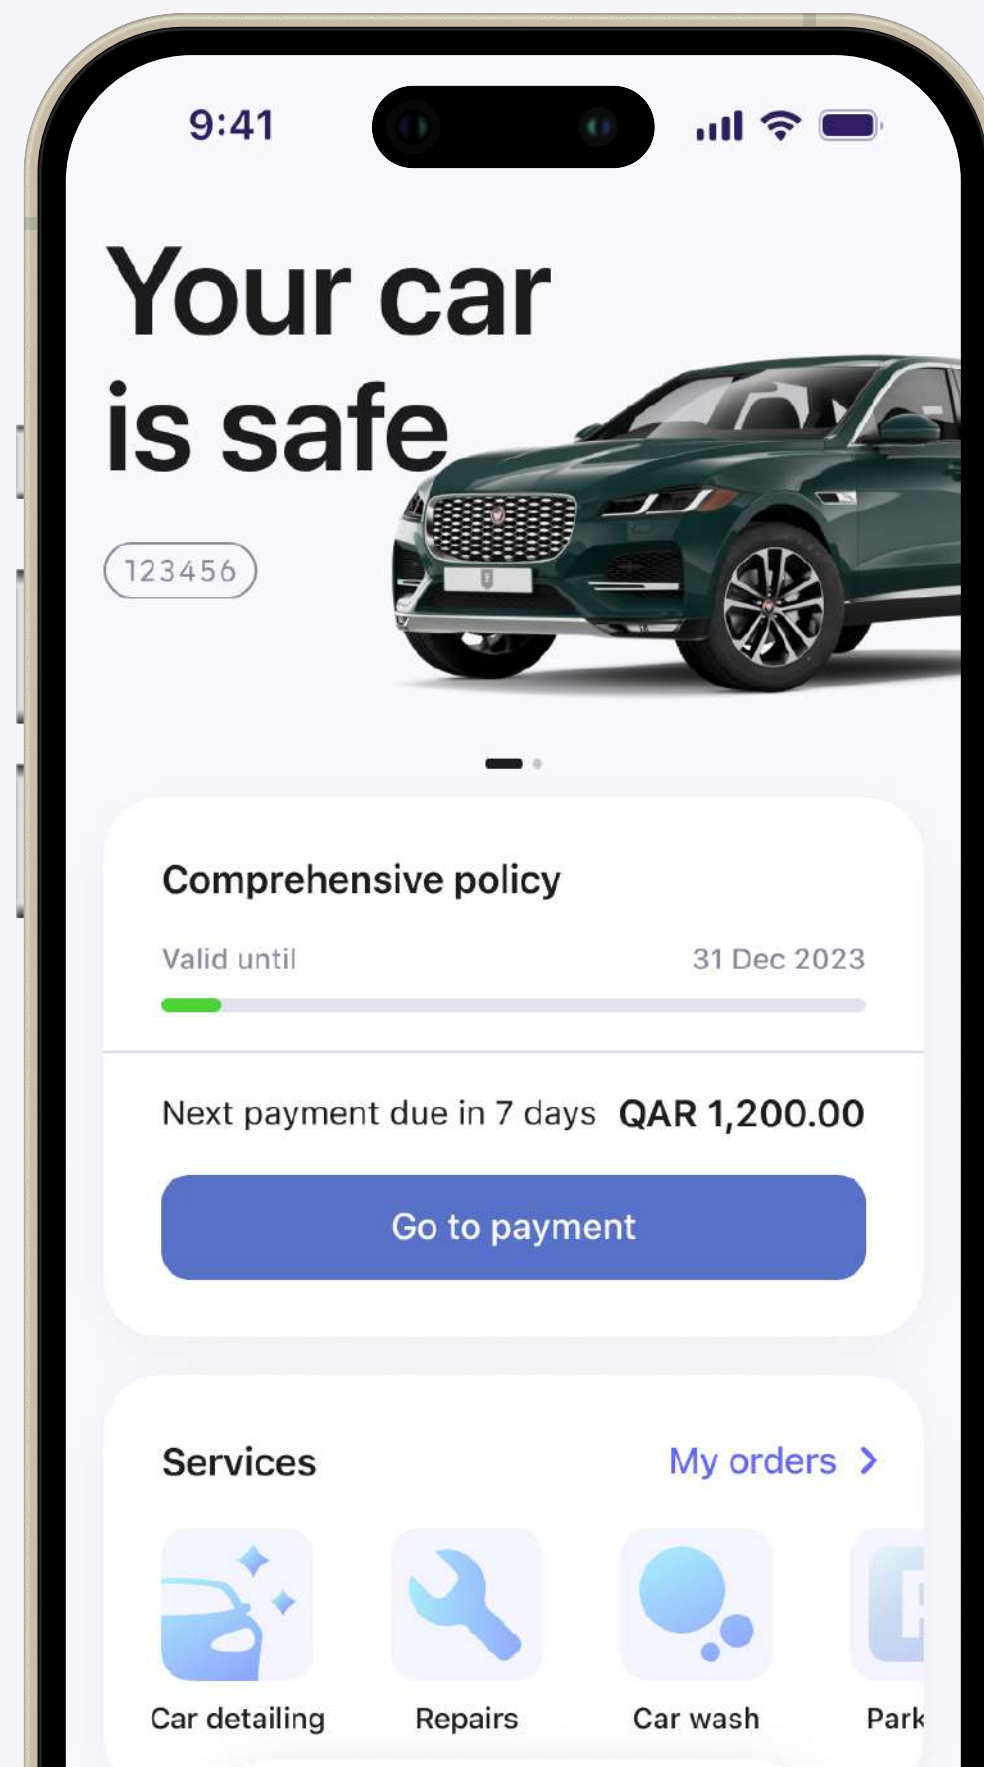 9:41
Your car
is safe
123456
Comprehensive policy
Valid until 31 Dec 2023
Next payment due in 7 days QAR 1,200.00
Go to payment
Services My orders
Car detailing Repairs Car wash Park